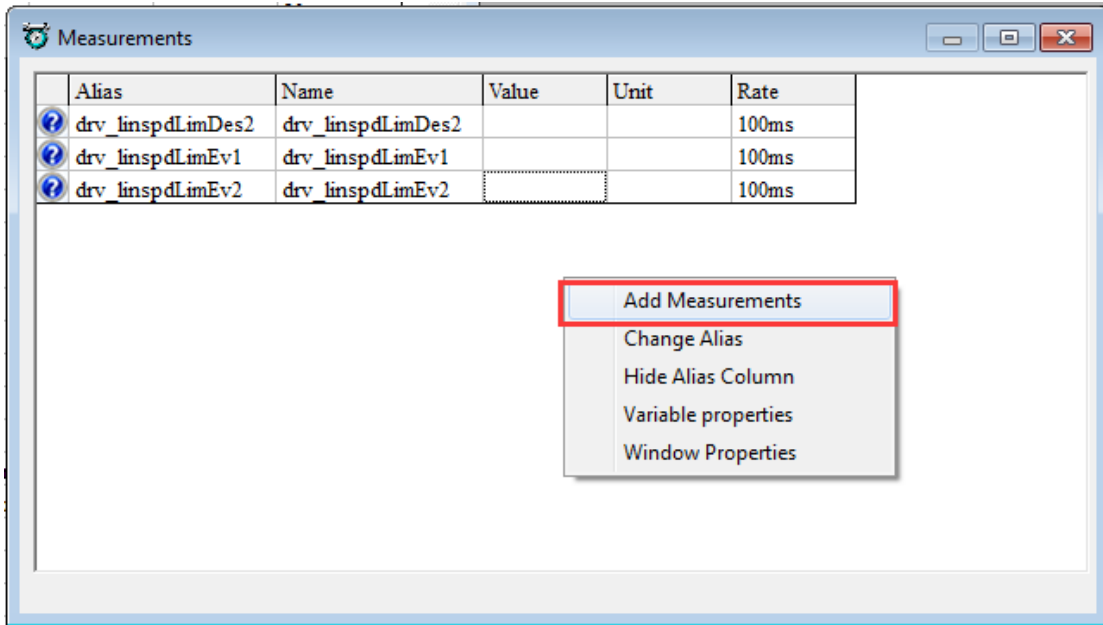 Measurements
Alias Name Value Unit Rate
drv_linspdLimDes2 drv_linspdLimDes2 100ms
drv_linspdLimEv1 drv_linspdLimEv1 100ms
drv_linspdLimEv2 drv_linspdLimEv2 100ms
Add Measurements
Change Alias
Hide Alias Column
Variable properties
Window Properties